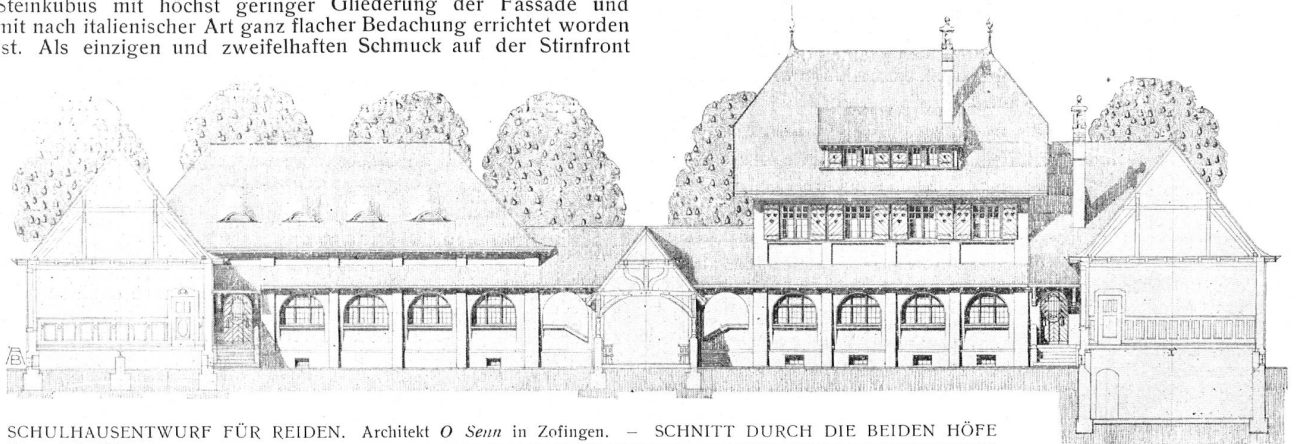 Steinkubus mit höchst geringer Gliederung der Fassade und
mit nach italienischer Art ganz flacher Bedachung errichtet worden
st. Als einzigen und zweifelhaften Schmuck auf der Stirnfront
SCHULHAUSENTWURF FÜR REIDEN. Architekt O Senn in Zofingen. — SCHNITT DURCH DIE BEIDEN HÖFE